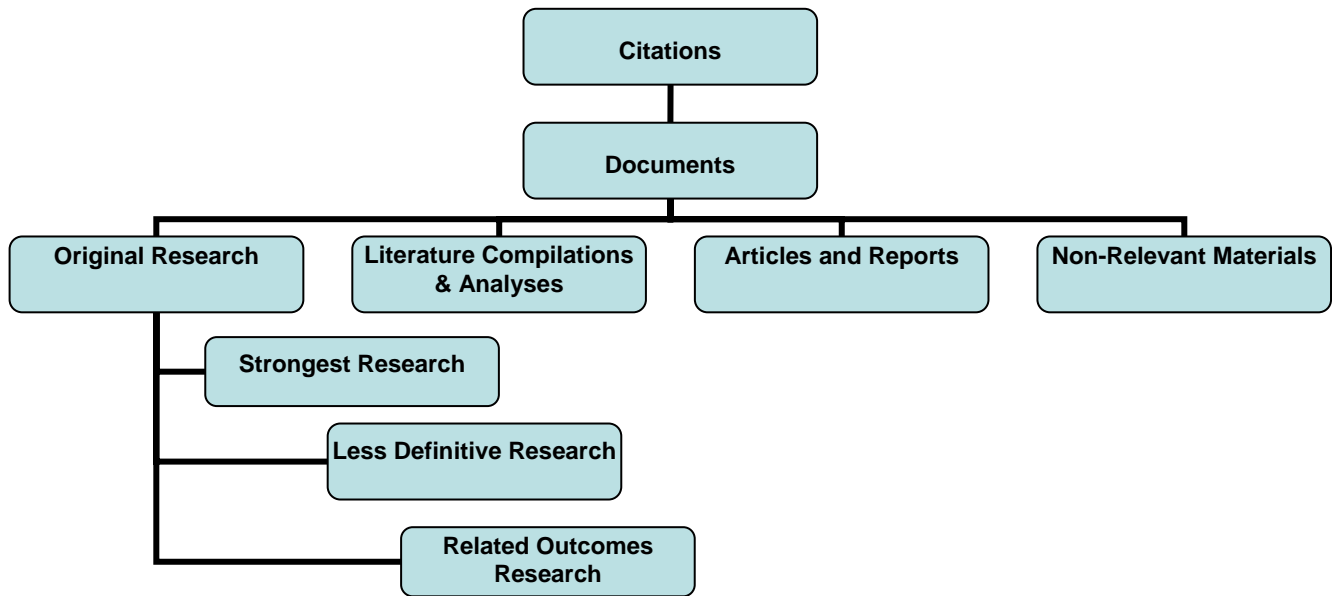 Citations
Documents
Original Research
Literature Compilations
& Analyses
Articles and Reports
Non-Relevant Materials
Strongest Research
Less Definitive Research
Related Outcomes
Research